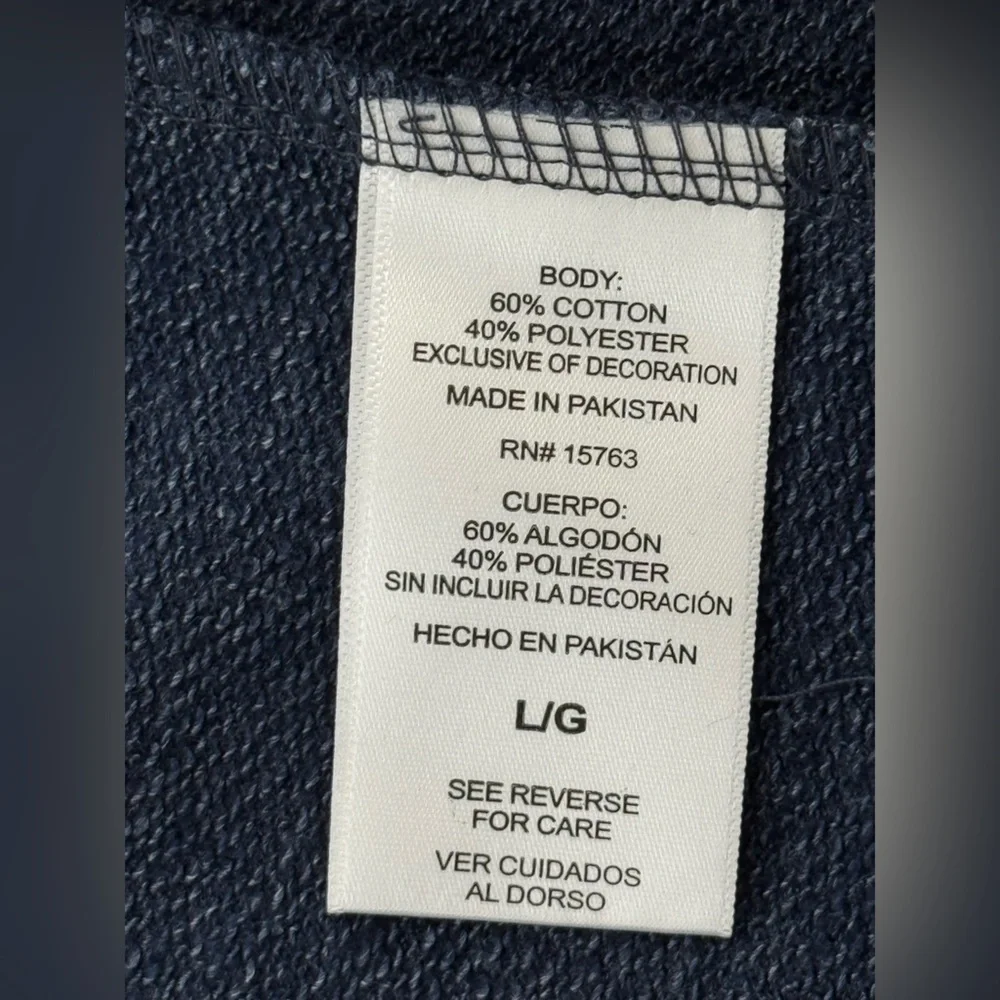 BODY:
60% COTTON
40% POLYESTER
EXCLUSIVE OF DECORATION
MADE IN PAKISTAN
RN# 15763
CUERPO:
60% ALGODÓN
40% POLIÉSTER
SIN INCLUIR LA DECORACIÓN
HECHO EN PAKISTÁN
L/G
SEE REVERSE
FOR CARE
VER CUIDADOS
AL DORSO